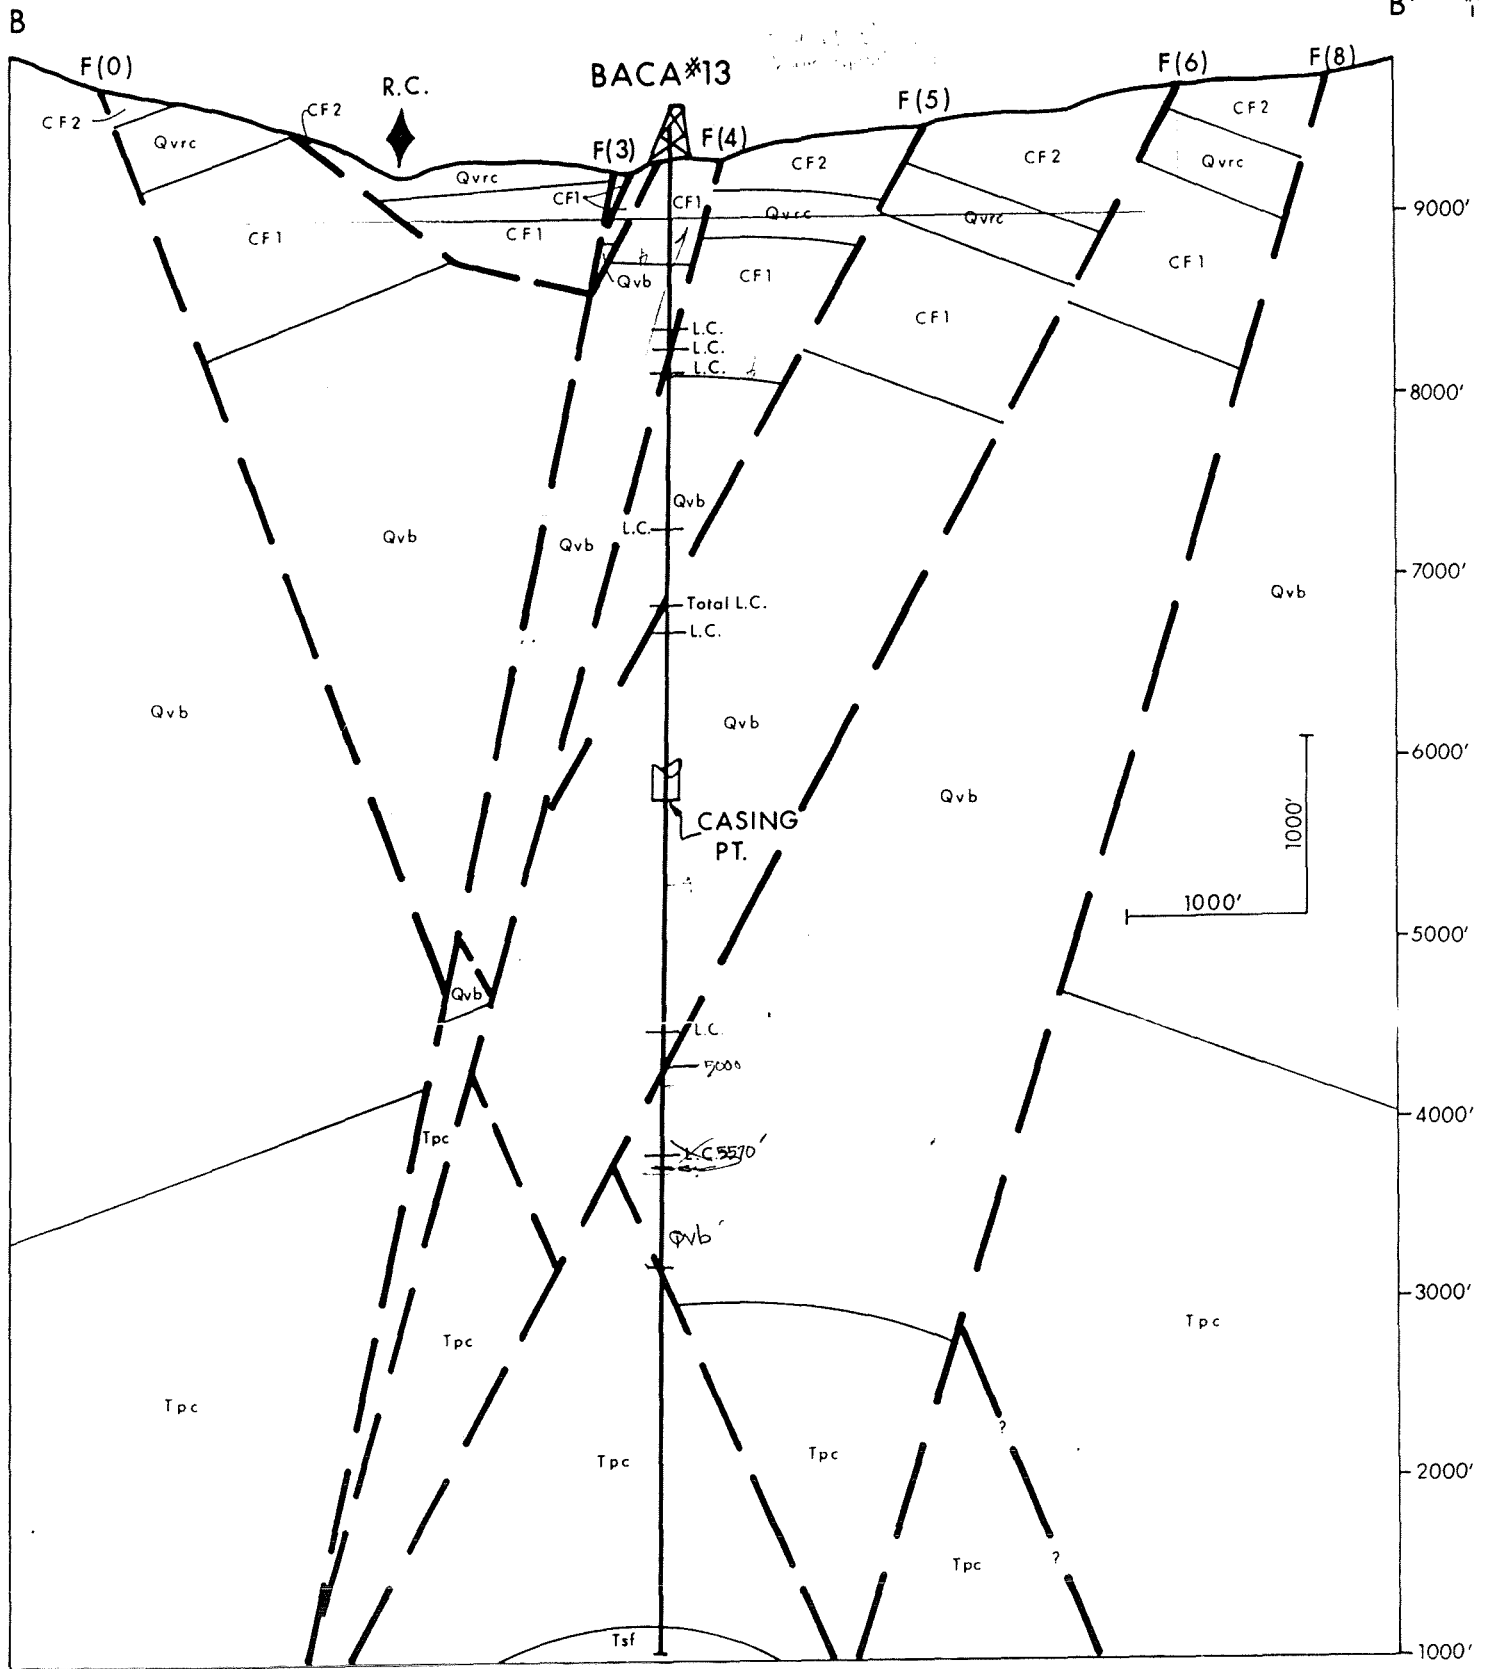 B
B'
F(0)
R.C.
BACA #13
F(3)
F(4)
F(5)
F(6)
F(8)
CF2
Qvrc
CF2
CF2
CF2
CF2
Qvrc
CF1
CF1
Qvrc
Qvrc
Qvrc
9000'
CF1
CF1
CF1
CF1
CF1
Qvb
L.C.
L.C.
L.C.
8000'
Qvb
Qvb
Qvb
L.C.
7000'
Qvb
Total L.C.
L.C.
Qvb
Qvb
6000'
Qvb
CASING
PT.
1000'
1000'
5000'
Qvb
L.C.
5000
4000'
Tpc
L.C. 5570'
Qvb
3000'
Tpc
Tpc
Tpc
Tpc
Tpc
?
2000'
?
Tpc
Tsf
1000'